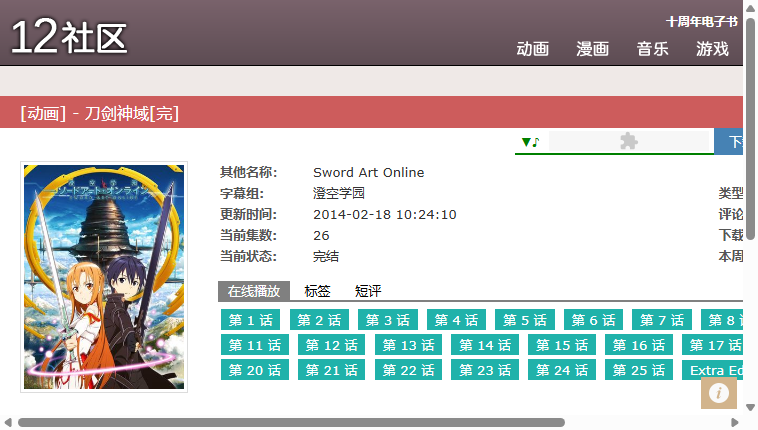 12社区
十周年电子书
动画 漫画 音乐 游戏
[动画] - 刀剑神域[完]
▼♪
其他名称: Sword Art Online
字幕组: 澄空学园 类型
更新时间: 2014-02-18 10:24:10 评论
当前集数: 26 下载
当前状态: 完结 本周
在线播放 标签 短评
第 1 话 第 2 话 第 3 话 第 4 话 第 5 话 第 6 话 第 7 话 第 8
第 11 话 第 12 话 第 13 话 第 14 话 第 15 话 第 16 话 第 17 话
第 20 话 第 21 话 第 22 话 第 23 话 第 24 话 第 25 话 Extra Ed
ソードアート・オンライン